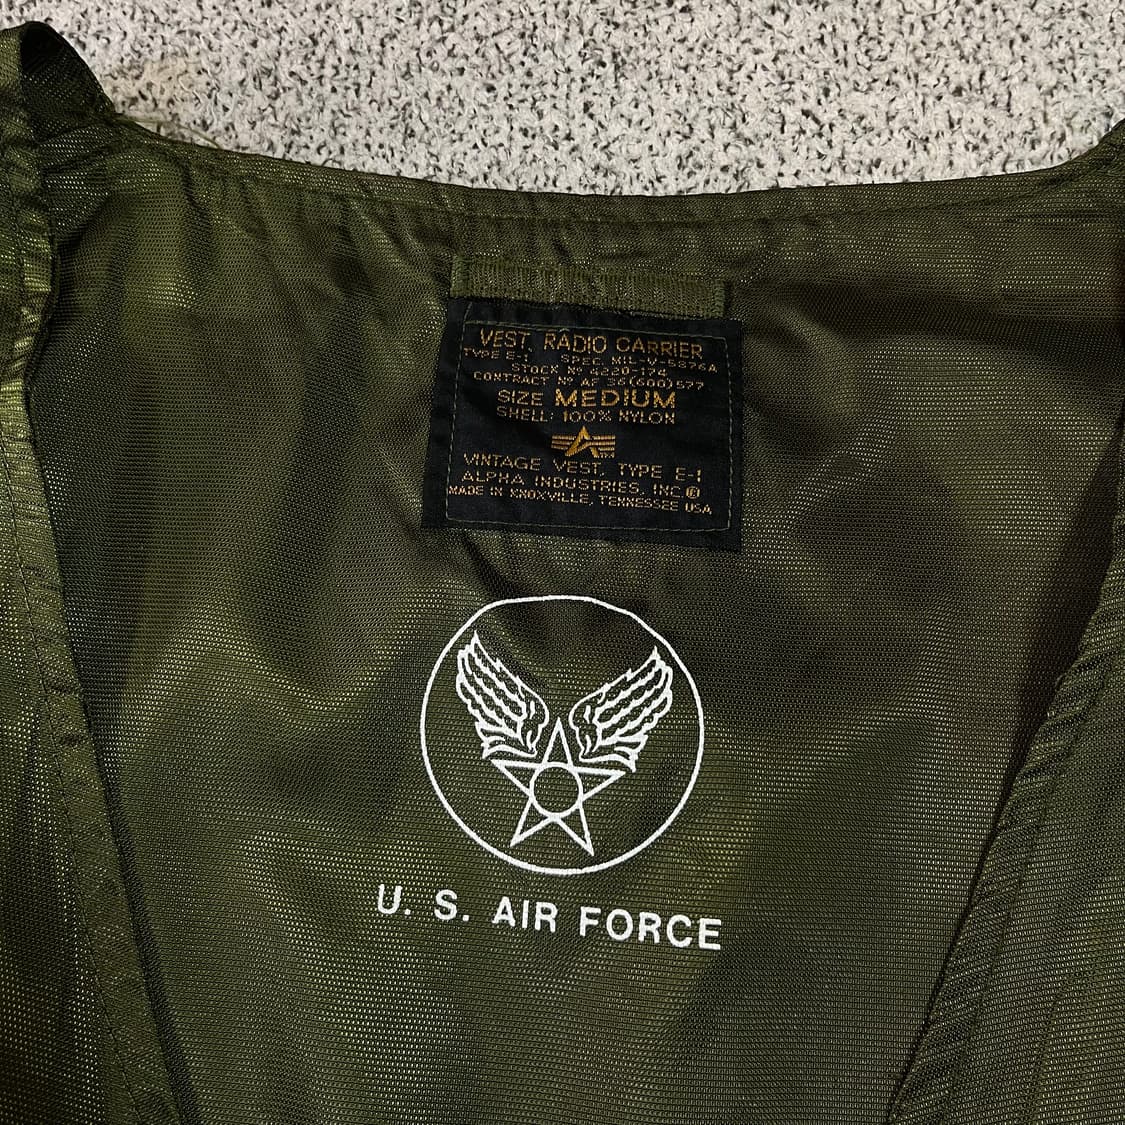 VEST, RADIO CARRIER
TYPE E-1 SPEC. MIL-V-5876A
STOCK Nº 4220-174
CONTRACT Nº AF 36(600)577
SIZE MEDIUM
SHELL: 100% NYLON
VINTAGE VEST, TYPE E-1
ALPHA INDUSTRIES, INC.®
MADE IN KNOXVILLE, TENNESSEE USA
U. S. AIR FORCE